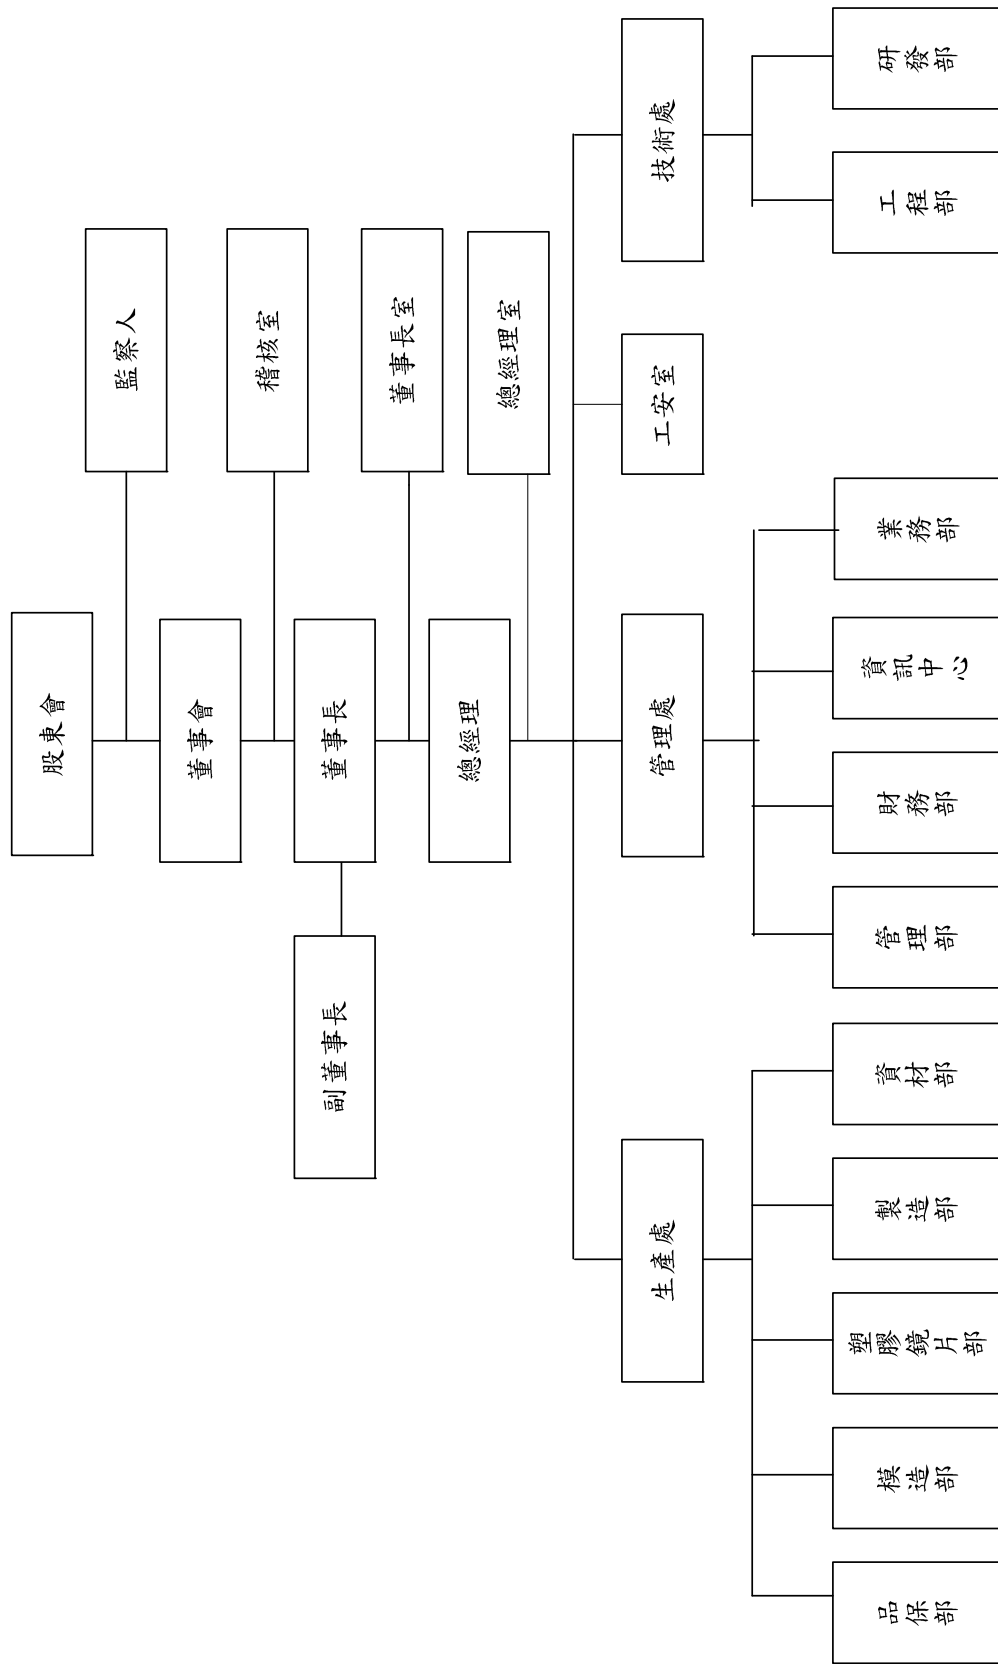 股東會
監察人
董事會
稽核室
副董事長
董事長
董事長室
總經理
總經理室
生產處
管理處
工安室
技術處
品保部
模造部
塑膠鏡片部
製造部
資材部
管理部
財務部
資訊中心
業務部
工程部
研發部